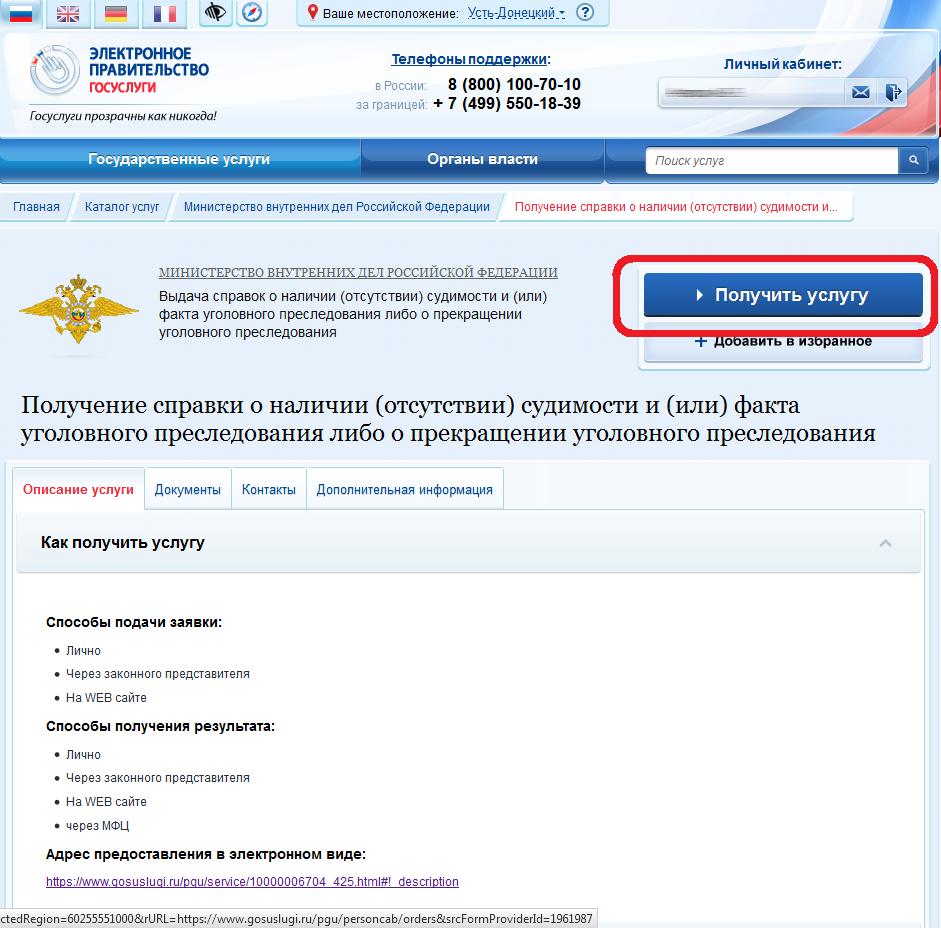 Ваше местоположение: Усть-Донецкий
?
ЭЛЕКТРОННОЕ
ПРАВИТЕЛЬСТВО
ГОСУСЛУГИ
Госуслуги прозрачны как никогда!
Телефоны поддержки:
в России: 8 (800) 100-70-10
за границей: + 7 (499) 550-18-39
Личный кабинет:
Государственные услуги
Органы власти
Поиск услуг
Главная
Каталог услуг
Министерство внутренних дел Российской Федерации
Получение справки о наличии (отсутствии) судимости и...
МИНИСТЕРСТВО ВНУТРЕННИХ ДЕЛ РОССИЙСКОЙ ФЕДЕРАЦИИ
Выдача справок о наличии (отсутствии) судимости и (или)
факта уголовного преследования либо о прекращении
уголовного преследования
Получить услугу
+ Добавить в избранное
Получение справки о наличии (отсутствии) судимости и (или) факта
уголовного преследования либо о прекращении уголовного преследования
Описание услуги
Документы
Контакты
Дополнительная информация
Как получить услугу
Способы подачи заявки:
• Лично
• Через законного представителя
• На WEB сайте
Способы получения результата:
• Лично
• Через законного представителя
• На WEB сайте
• через МФЦ
Адрес предоставления в электронном виде:
https://www.gosuslugi.ru/pgu/service/10000006704_425.html#!_description
ctedRegion=60255551000&rURL=https://www.gosuslugi.ru/pgu/personcab/orders&srcFormProviderId=1961987